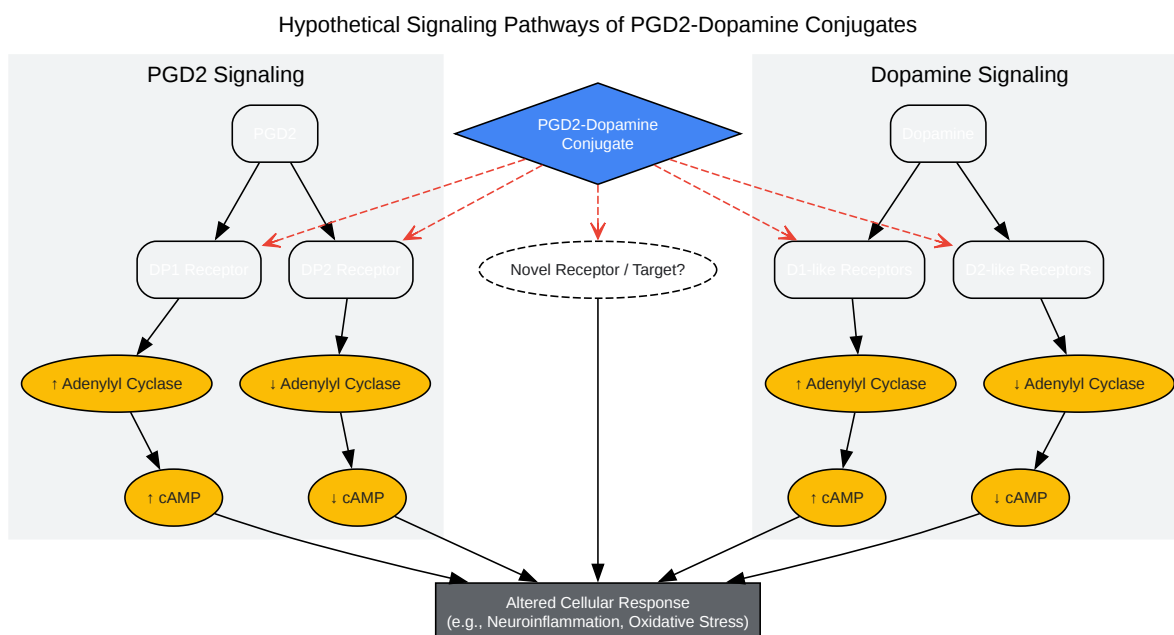 Hypothetical Signaling Pathways of PGD2-Dopamine Conjugates
PGD2 Signaling
Dopamine Signaling
PGD2
PGD2-Dopamine
Conjugate
Dopamine
DP1 Receptor
DP2 Receptor
Novel Receptor / Target?
D1-like Receptors
D2-like Receptors
↑ Adenylyl Cyclase
↓ Adenylyl Cyclase
↑ Adenylyl Cyclase
↓ Adenylyl Cyclase
↑ cAMP
↓ cAMP
↑ cAMP
↓ cAMP
Altered Cellular Response
(e.g., Neuroinflammation, Oxidative Stress)